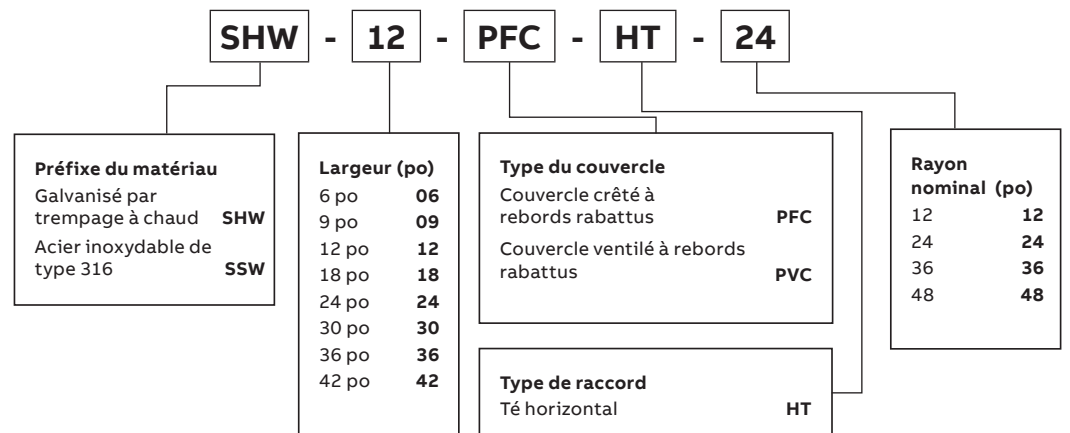 SHW - 12 - PFC - HT - 24
Préfixe du matériau
Galvanisé par
trempage à chaud SHW
Acier inoxydable de
type 316 SSW
Largeur (po)
6 po 06
9 po 09
12 po 12
18 po 18
24 po 24
30 po 30
36 po 36
42 po 42
Type du couvercle
Couvercle crêté à
rebords rabattus PFC
Couvercle ventilé à rebords
rabattus PVC
Type de raccord
Té horizontal HT
Rayon
nominal (po)
12 12
24 24
36 36
48 48